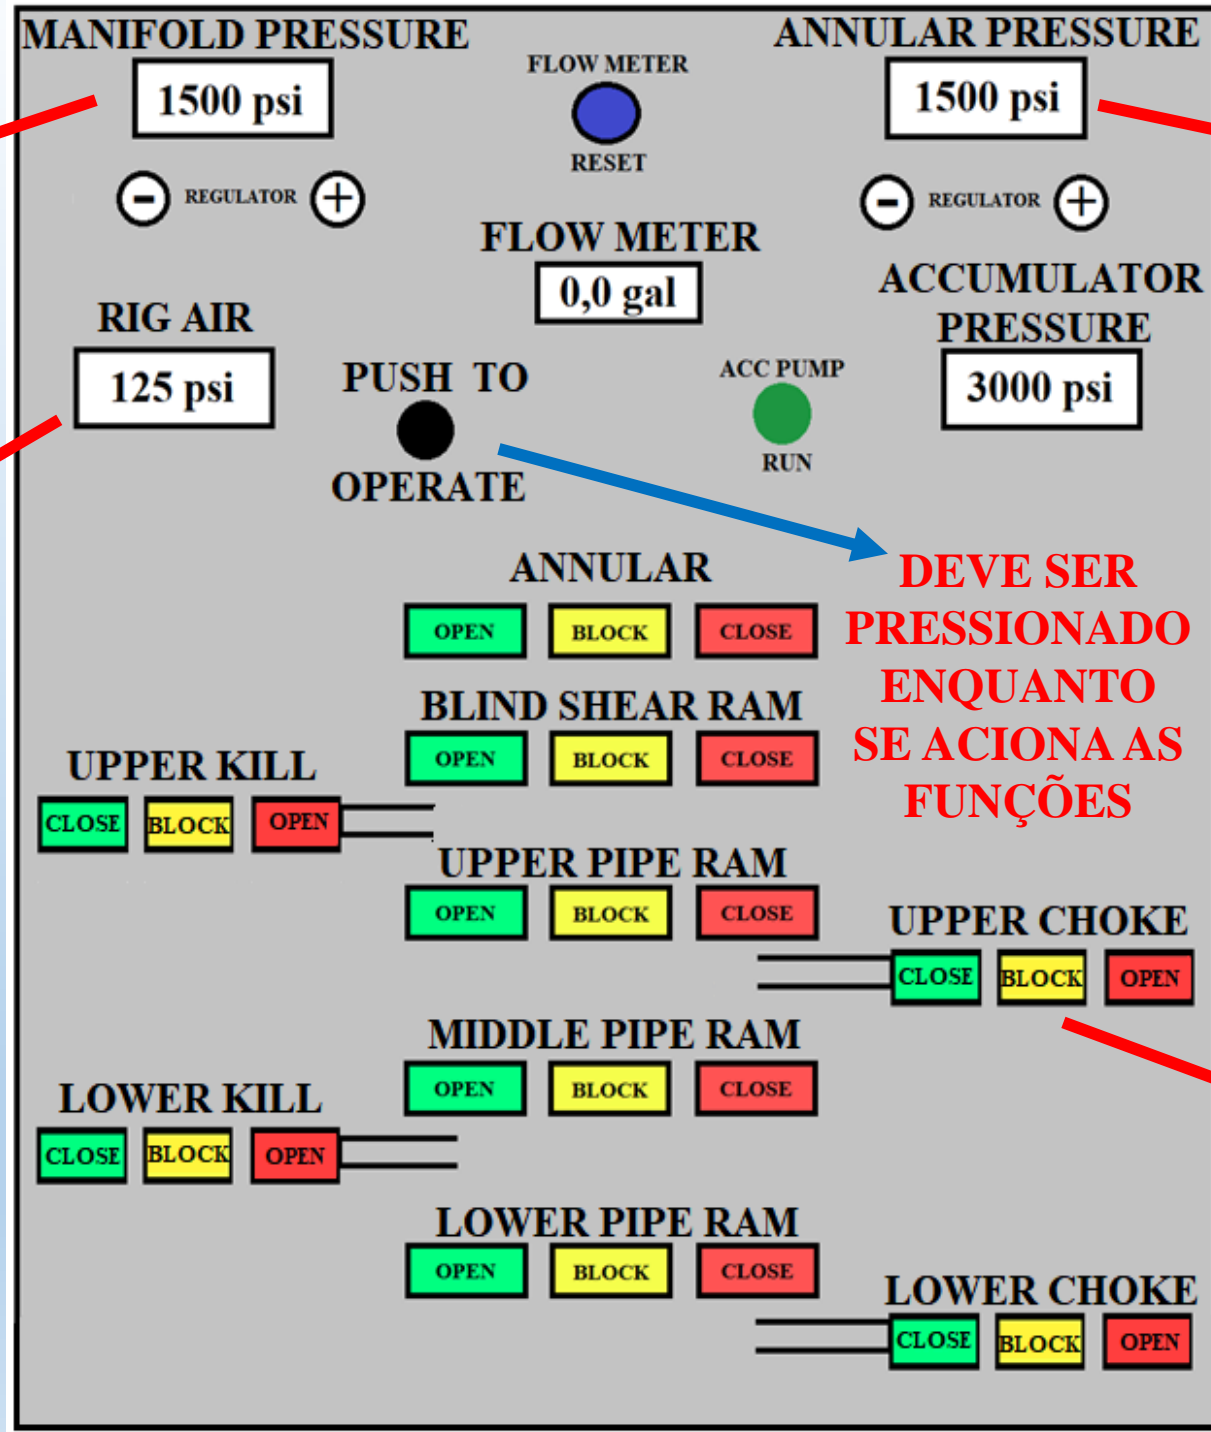 MANIFOLD PRESSURE
1500 psi
- REGULATOR +
FLOW METER
RESET
ANNULAR PRESSURE
1500 psi
- REGULATOR +
FLOW METER
0,0 gal
RIG AIR
125 psi
PUSH TO
OPERATE
ACC PUMP
RUN
ACCUMULATOR
PRESSURE
3000 psi
DEVE SER
PRESSIONADO
ENQUANTO
SE ACIONA AS
FUNÇÕES
ANNULAR
OPEN BLOCK CLOSE
BLIND SHEAR RAM
OPEN BLOCK CLOSE
UPPER KILL
CLOSE BLOCK OPEN
UPPER PIPE RAM
OPEN BLOCK CLOSE
UPPER CHOKE
CLOSE BLOCK OPEN
MIDDLE PIPE RAM
OPEN BLOCK CLOSE
LOWER KILL
CLOSE BLOCK OPEN
LOWER PIPE RAM
OPEN BLOCK CLOSE
LOWER CHOKE
CLOSE BLOCK OPEN